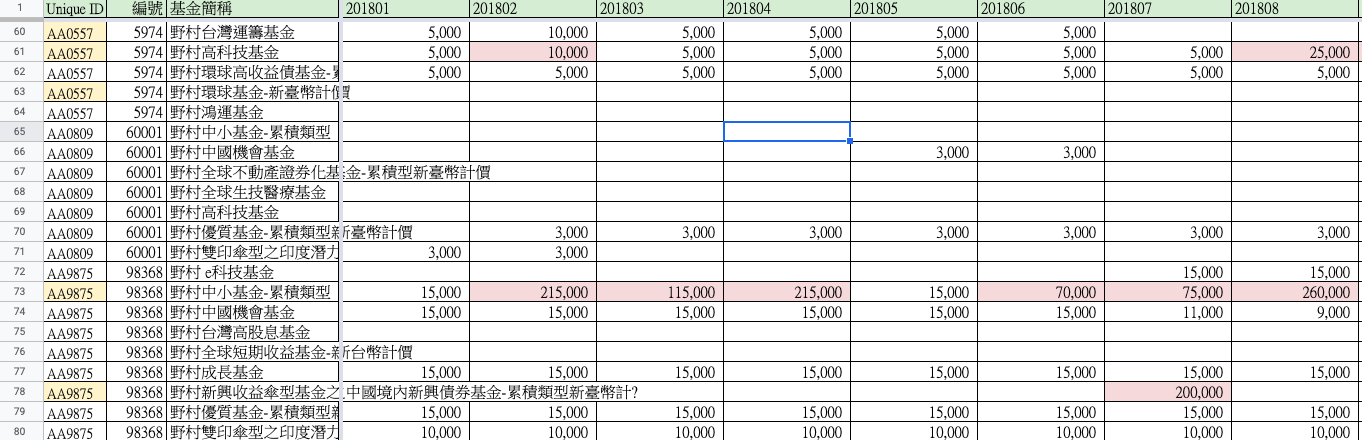 1 Unique ID 編號 基金簡稱 201801 201802 201803 201804 201805 201806 201807 201808
60 AA0557 5974 野村台灣運籌基金 5,000 10,000 5,000 5,000 5,000 5,000
61 AA0557 5974 野村高科技基金 5,000 10,000 5,000 5,000 5,000 5,000 5,000 25,000
62 AA0557 5974 野村環球高收益債基金-累 5,000 5,000 5,000 5,000 5,000 5,000 5,000 5,000
63 AA0557 5974 野村環球基金-新臺幣計價
64 AA0557 5974 野村鴻運基金
65 AA0809 60001 野村中小基金-累積類型
66 AA0809 60001 野村中國機會基金 3,000 3,000
67 AA0809 60001 野村全球不動產證券化基金-累積型新臺幣計價
68 AA0809 60001 野村全球生技醫療基金
69 AA0809 60001 野村高科技基金
70 AA0809 60001 野村優質基金-累積類型新臺幣計價 3,000 3,000 3,000 3,000 3,000 3,000 3,000
71 AA0809 60001 野村雙印傘型之印度潛力 3,000 3,000
72 AA9875 98368 野村 e科技基金 15,000 15,000
73 AA9875 98368 野村中小基金-累積類型 15,000 215,000 115,000 215,000 15,000 70,000 75,000 260,000
74 AA9875 98368 野村中國機會基金 15,000 15,000 15,000 15,000 15,000 15,000 11,000 9,000
75 AA9875 98368 野村台灣高股息基金
76 AA9875 98368 野村全球短期收益基金-新台幣計價
77 AA9875 98368 野村成長基金 15,000 15,000 15,000 15,000 15,000 15,000 15,000 15,000
78 AA9875 98368 野村新興收益傘型基金之中國境內新興債券基金-累積類型新臺幣計? 200,000
79 AA9875 98368 野村優質基金-累積類型新 15,000 15,000 15,000 15,000 15,000 15,000 15,000 15,000
80 AA9875 98368 野村雙印傘型之印度潛力 10,000 10,000 10,000 10,000 10,000 10,000 10,000 10,000